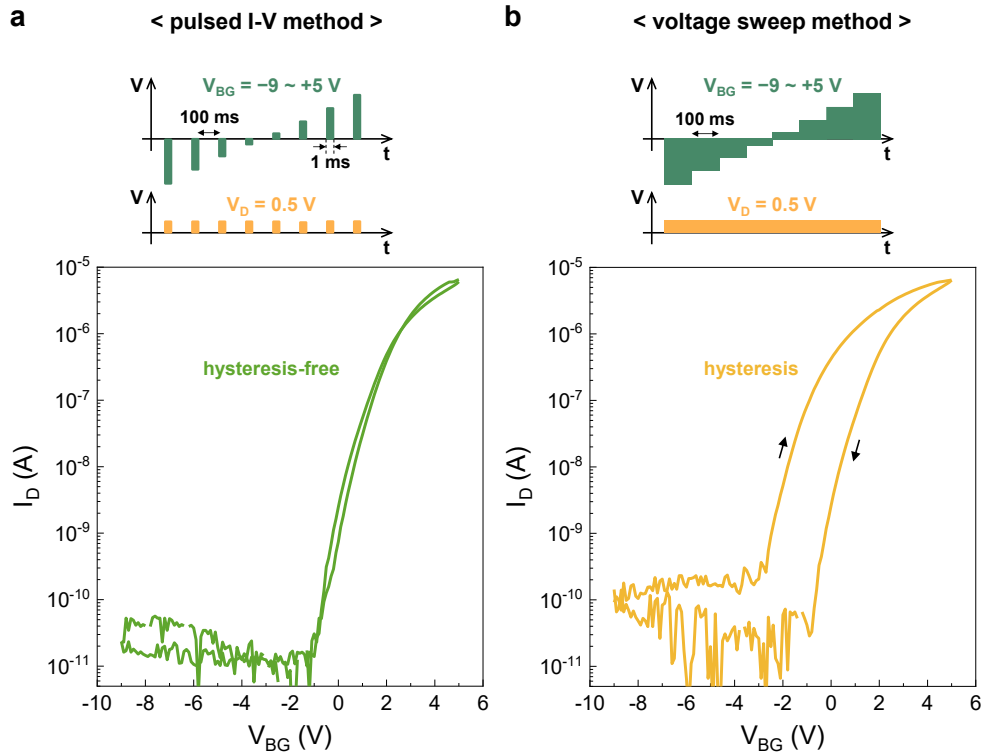 a
< pulsed I-V method >
V
V_BG = −9 ~ +5 V
100 ms
1 ms
t
V
V_D = 0.5 V
t
10^-5
10^-6
10^-7
10^-8
10^-9
10^-10
10^-11
I_D (A)
hysteresis-free
-10 -8 -6 -4 -2 0 2 4 6
V_BG (V)
b
< voltage sweep method >
V
V_BG = −9 ~ +5 V
100 ms
t
V
V_D = 0.5 V
t
10^-5
10^-6
10^-7
10^-8
10^-9
10^-10
10^-11
I_D (A)
hysteresis
-10 -8 -6 -4 -2 0 2 4 6
V_BG (V)